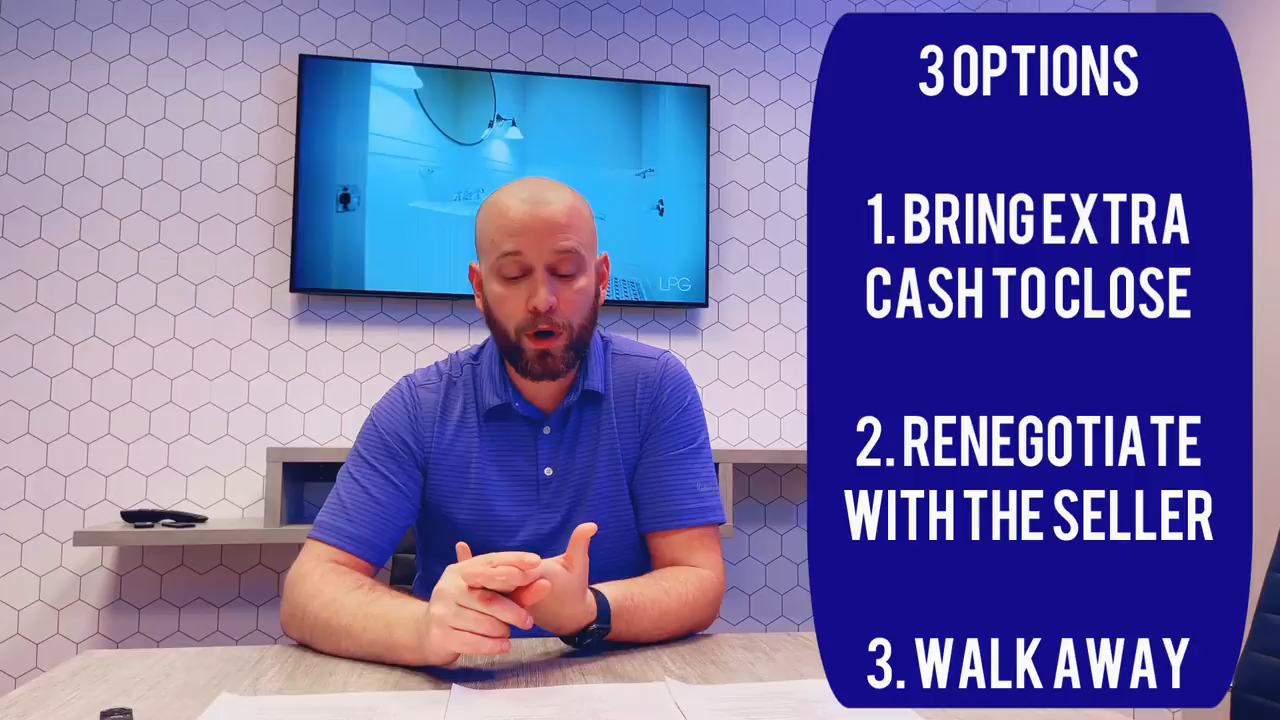 3 OPTIONS
1. BRING EXTRA
CASH TO CLOSE
2. RENEGOTIATE
WITH THE SELLER
3. WALK AWAY
LPG